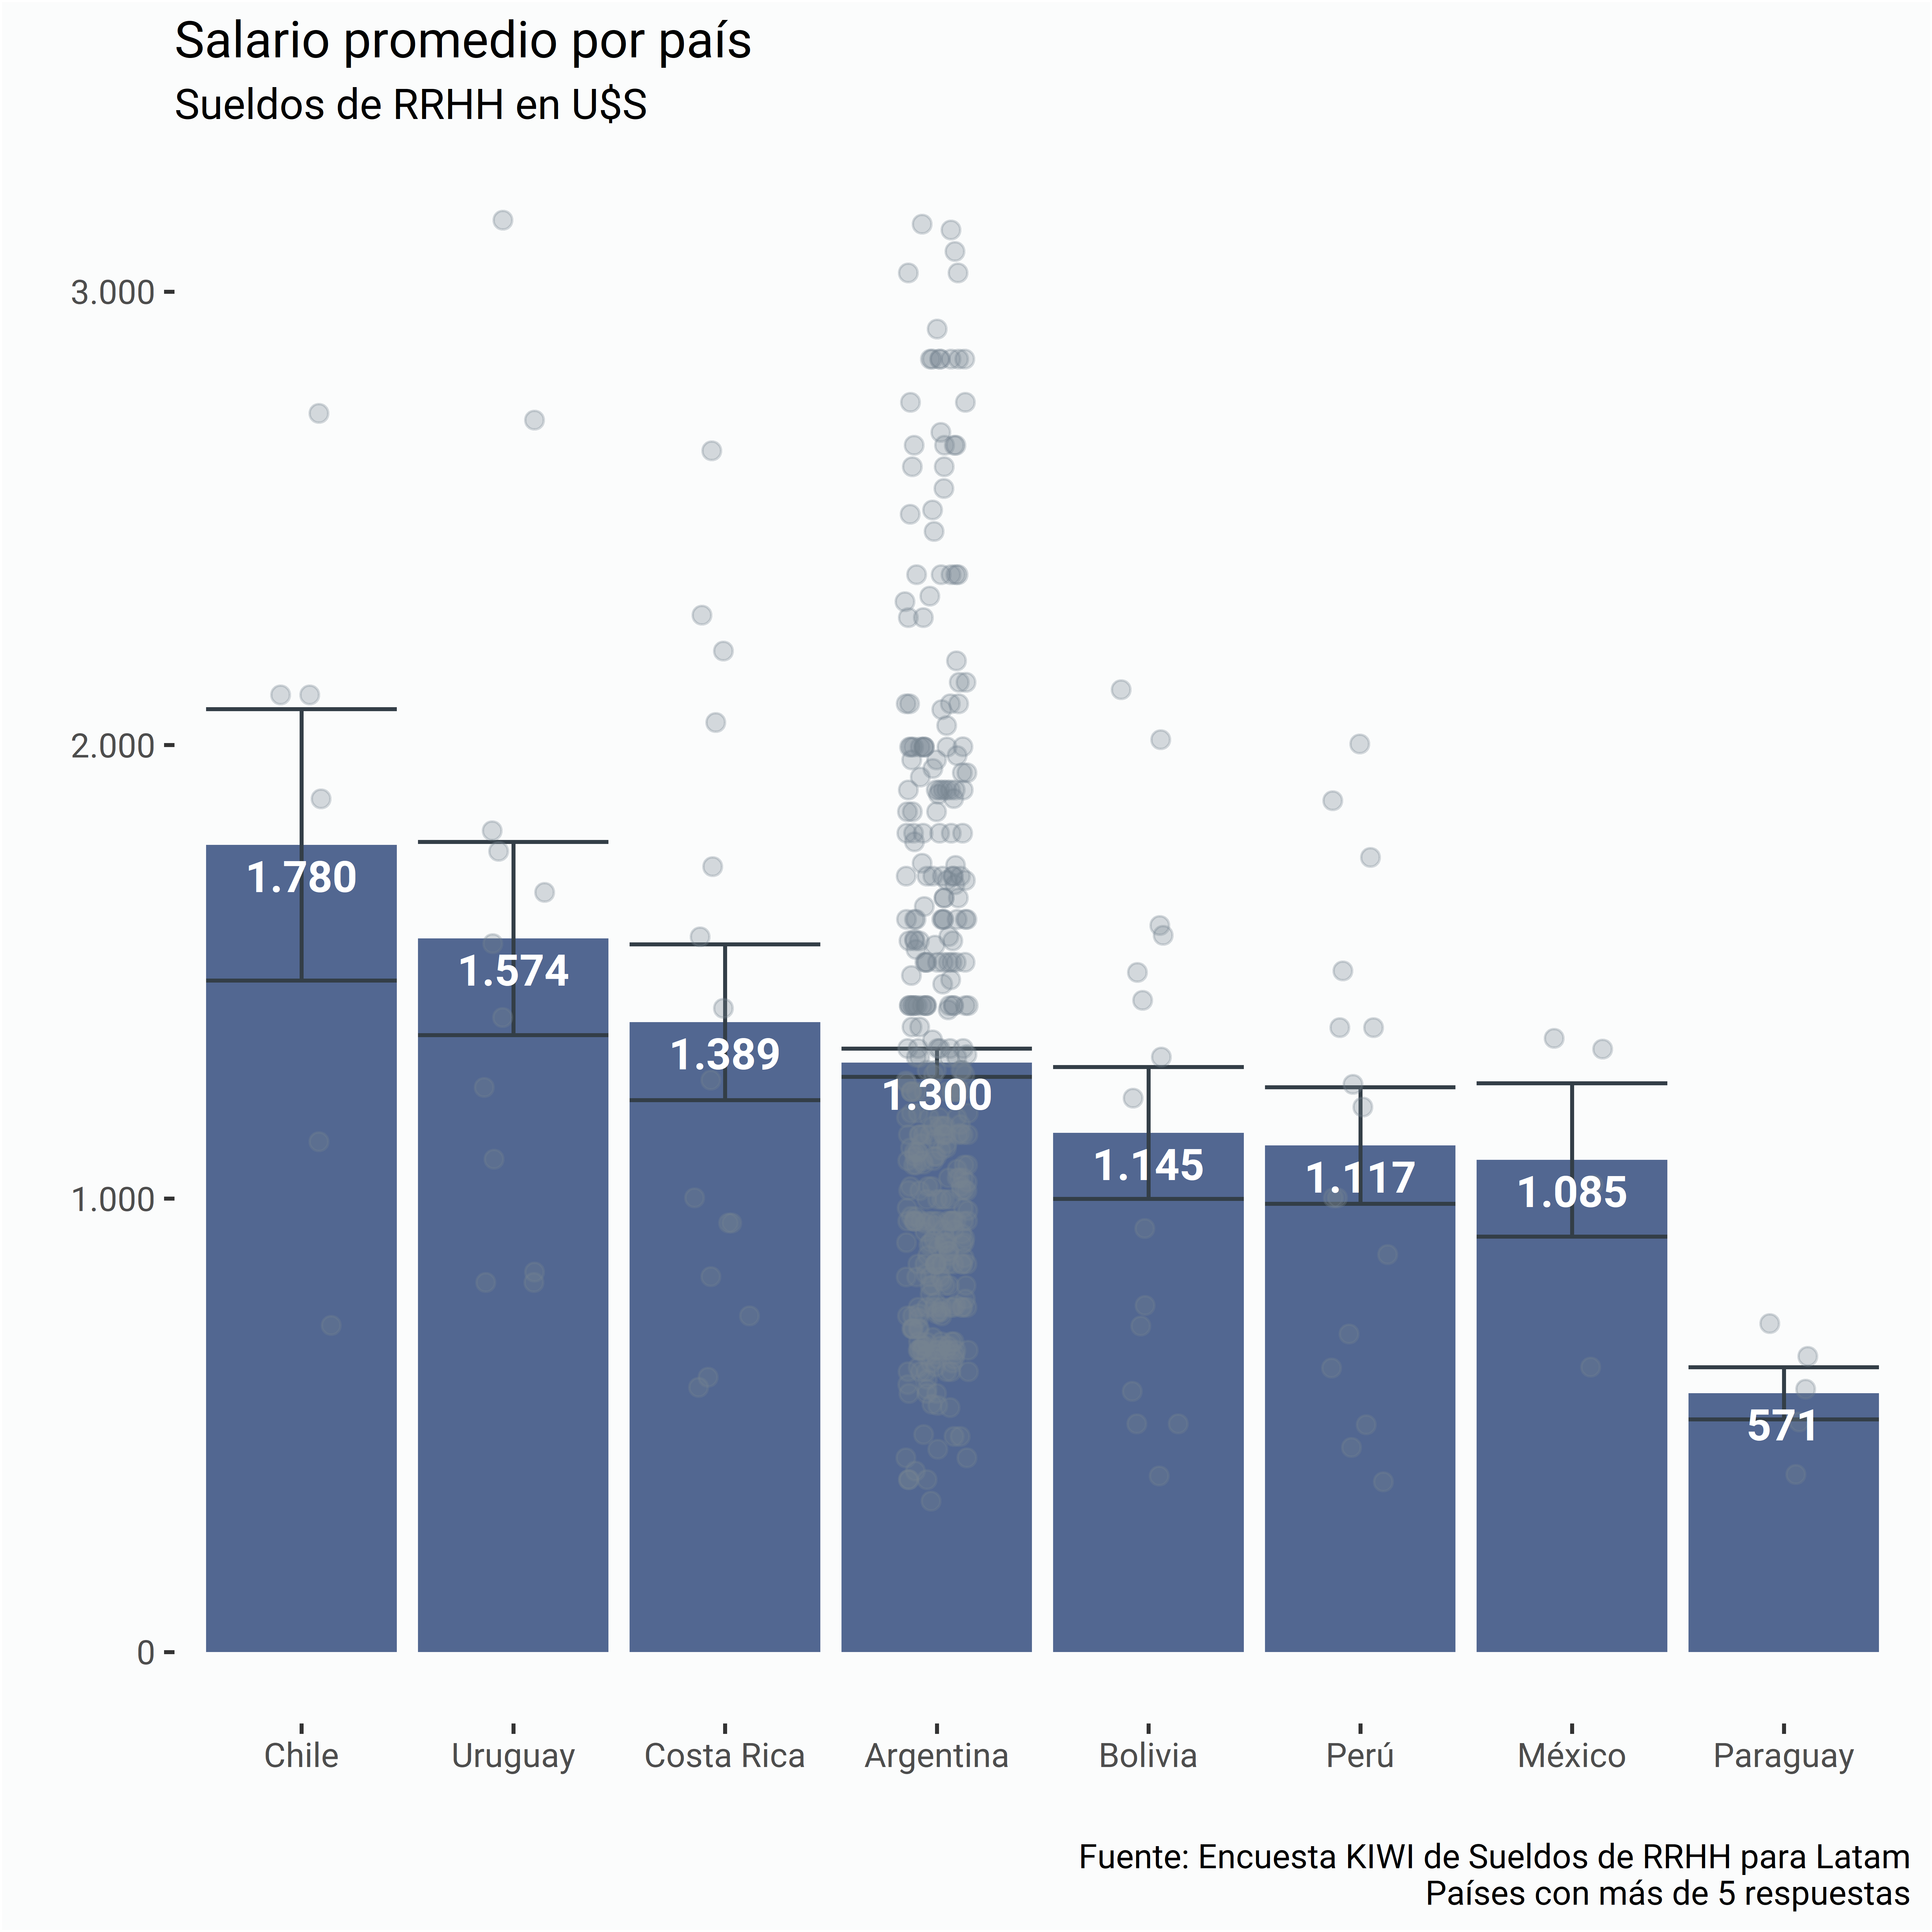 Salario promedio por país
Sueldos de RRHH en U$S
3.000
2.000
1.000
0
1.780
1.574
1.389
1.300
1.145
1.117
1.085
571
Chile
Uruguay
Costa Rica
Argentina
Bolivia
Perú
México
Paraguay
Fuente: Encuesta KIWI de Sueldos de RRHH para Latam
Países con más de 5 respuestas